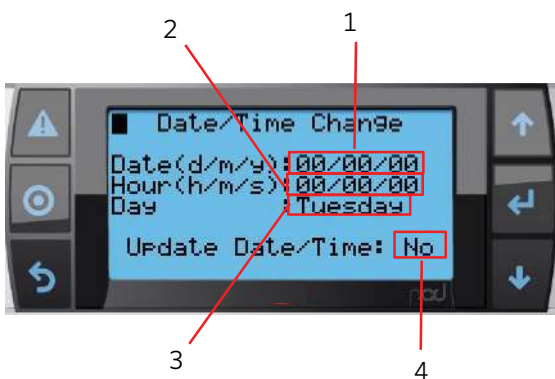 2
1
Date/Time Change
Date(d/m/y):00/00/00
Hour(h/m/s):00/00/00
Day :Tuesday
Update Date/Time: No
3
4